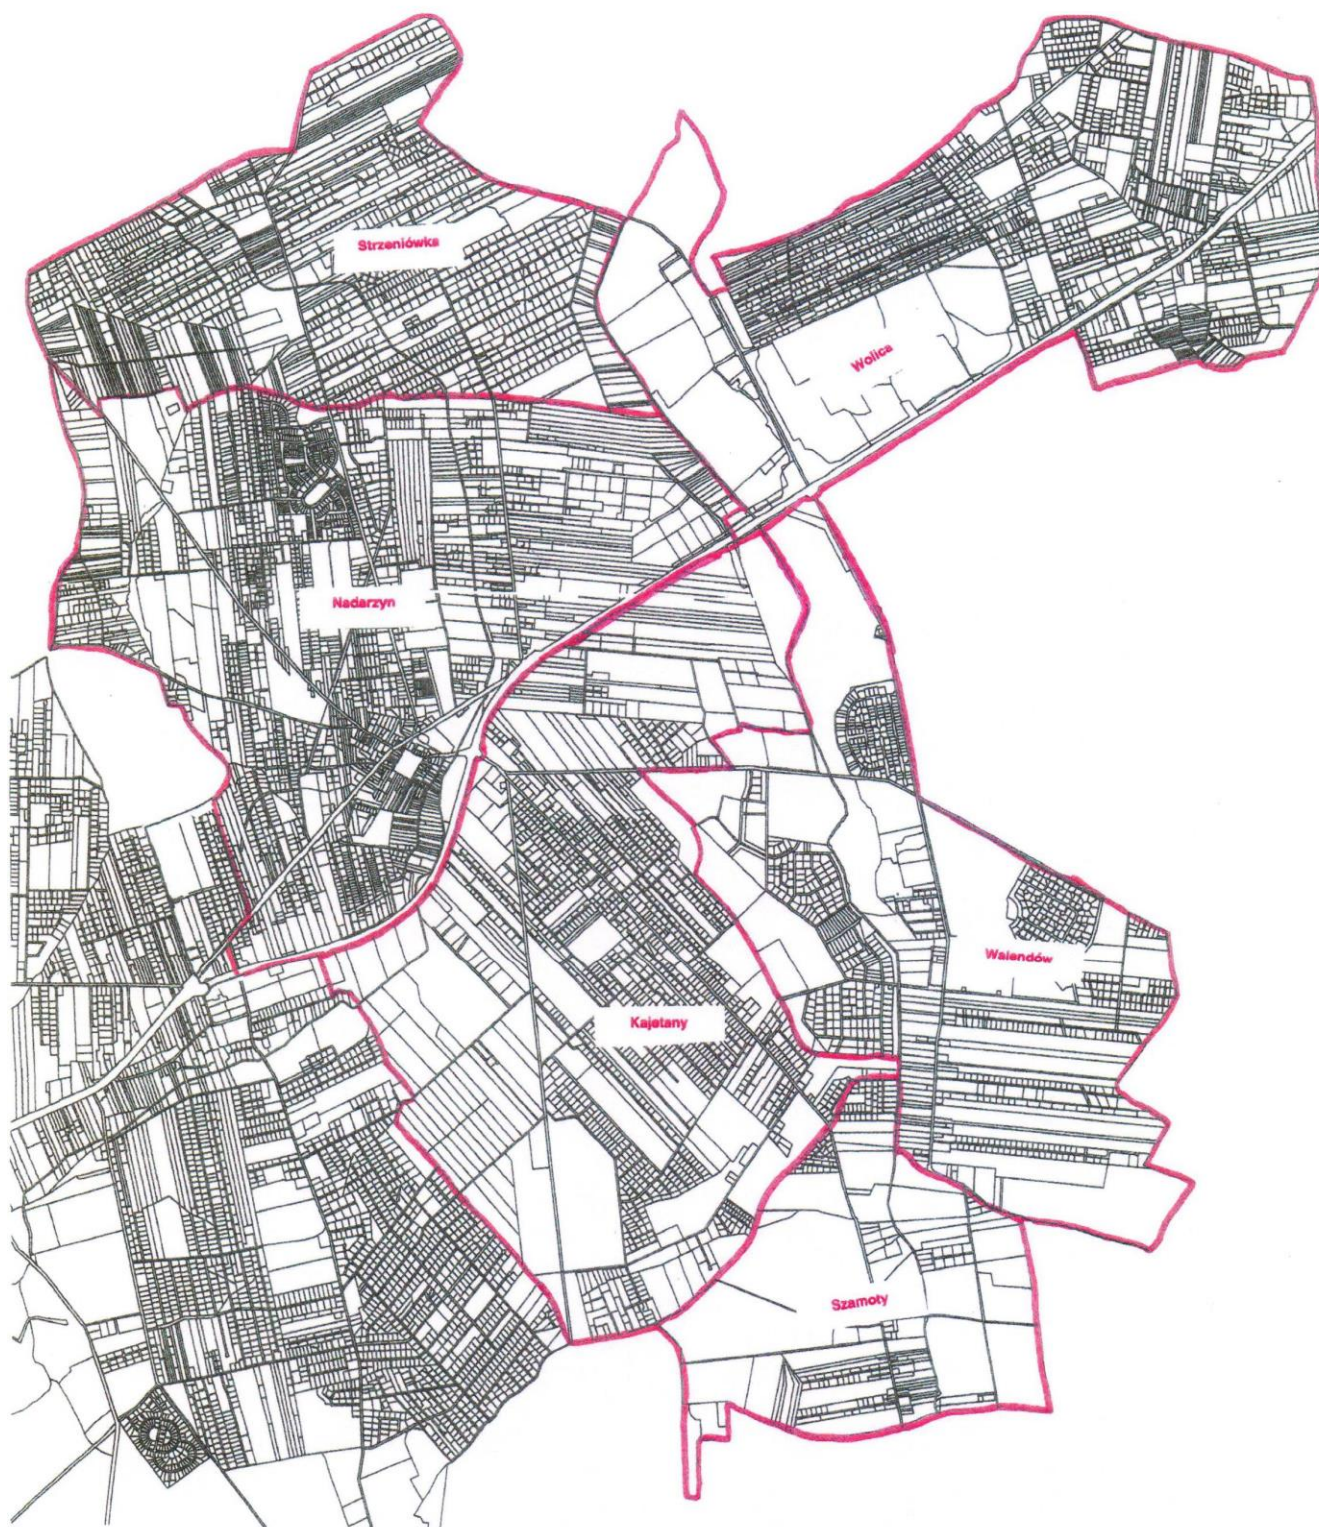 Strzeniówka
Wolica
Nadarzyn
Walendów
Kajetany
Szamoty